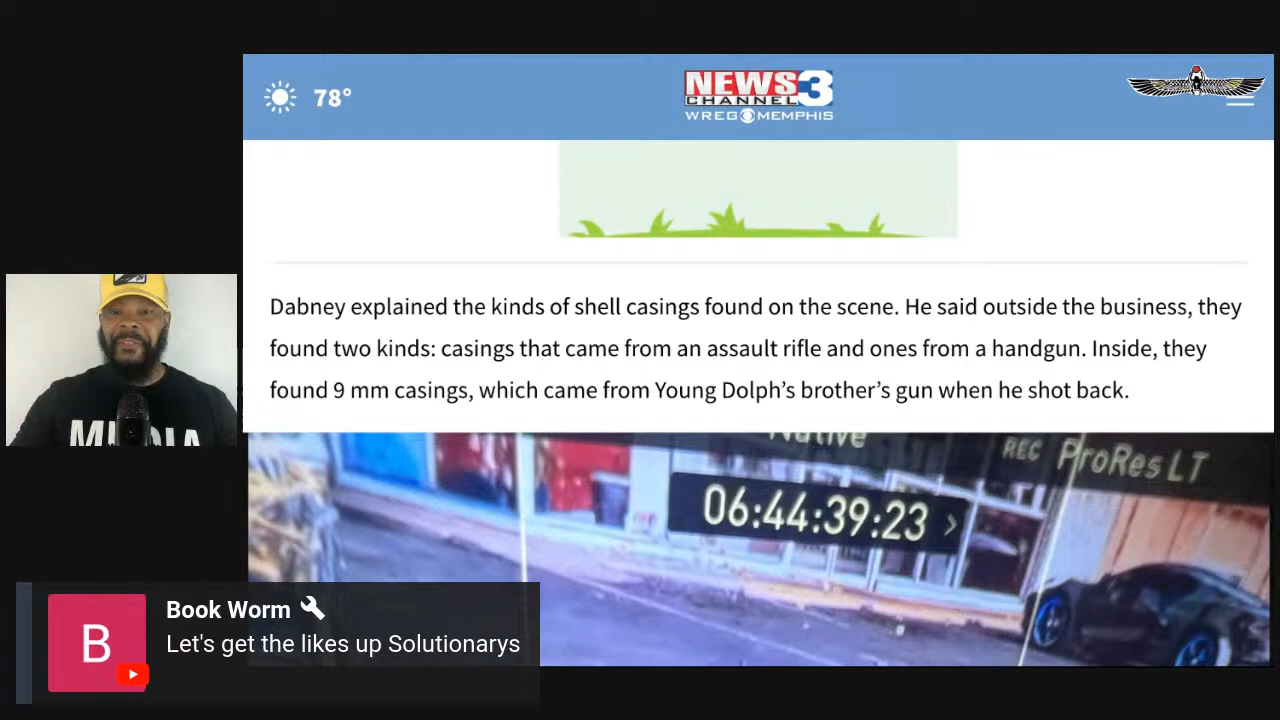 78°
NEWS
CHANNEL 3
WREG MEMPHIS
Dabney explained the kinds of shell casings found on the scene. He said outside the business, they
found two kinds: casings that came from an assault rifle and ones from a handgun. Inside, they
found 9 mm casings, which came from Young Dolph’s brother’s gun when he shot back.
Native
REC ProRes LT
06:44:39:23 >
B
Book Worm
Let's get the likes up Solutionarys